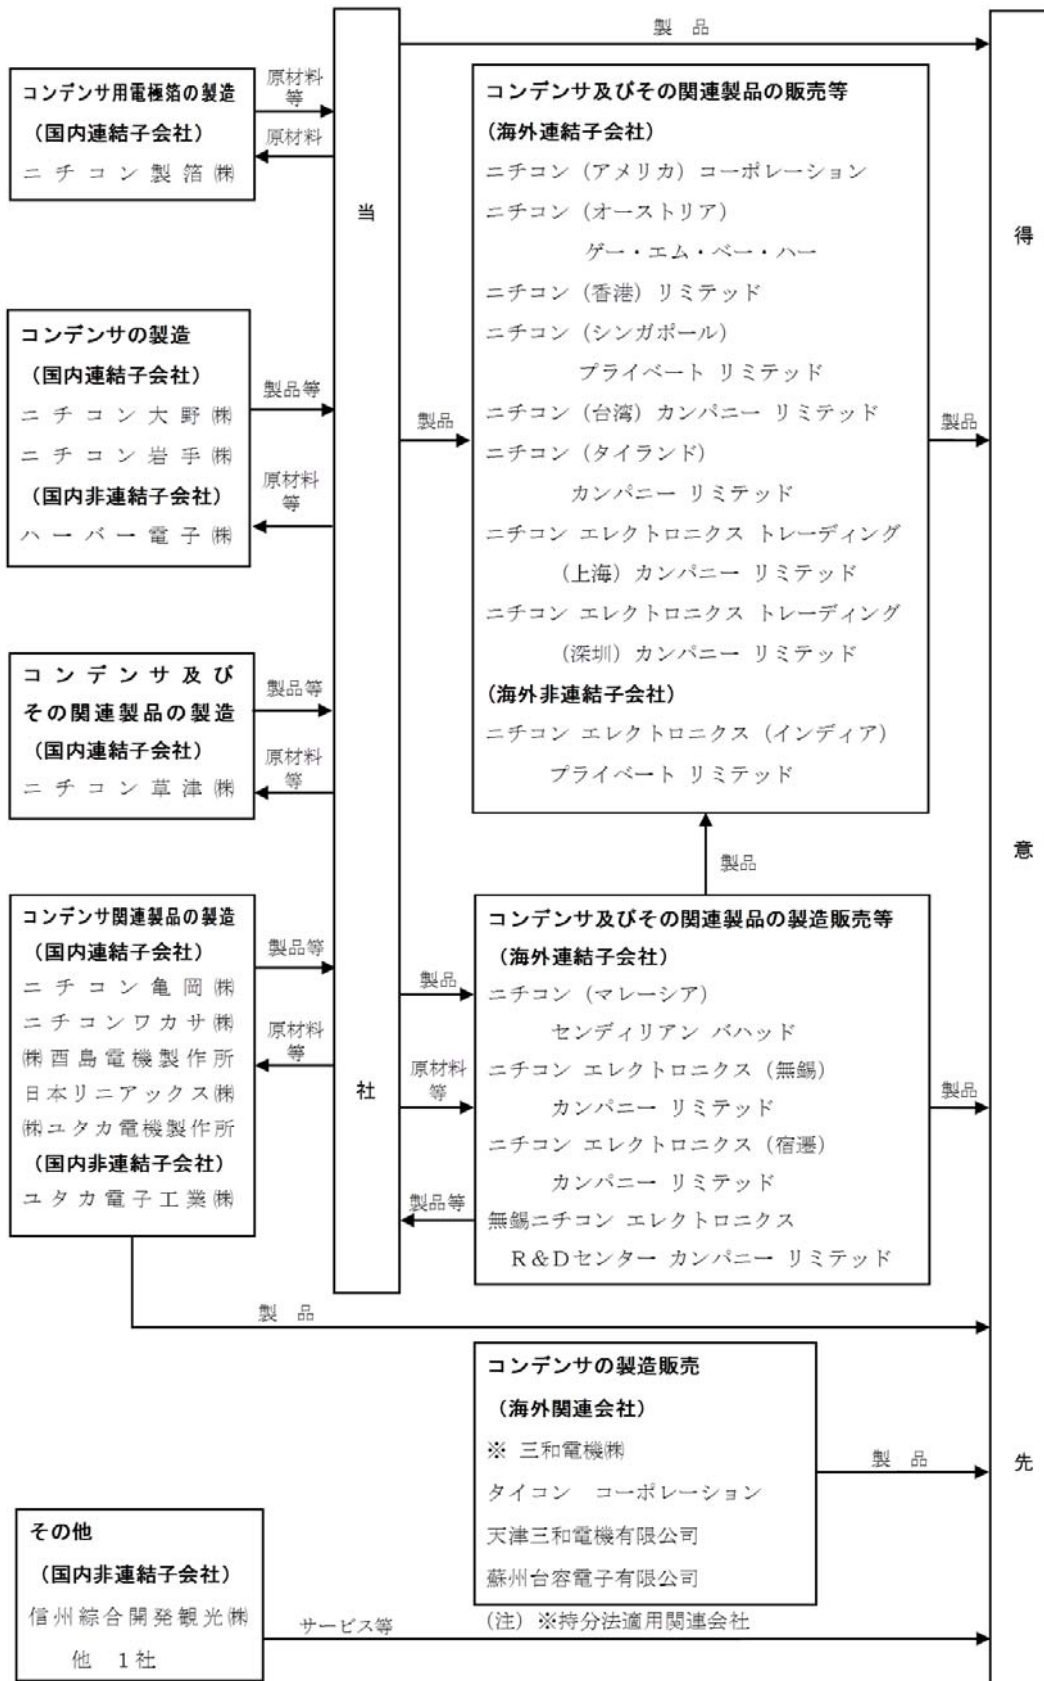 当
社
得
意
先
製 品
コンデンサ用電極箔の製造
(国内連結子会社)
ニチコン製箔㈱
原材料
等
原材料
コンデンサの製造
(国内連結子会社)
ニチコン大野㈱
ニチコン岩手㈱
(国内非連結子会社)
ハーバー電子㈱
製品等
原材料
等
コンデンサ及び
その関連製品の製造
(国内連結子会社)
ニチコン草津㈱
製品等
原材料
等
コンデンサ関連製品の製造
(国内連結子会社)
ニチコン亀岡㈱
ニチコンワカサ㈱
㈱酉島電機製作所
日本リニアックス㈱
㈱ユタカ電機製作所
(国内非連結子会社)
ユタカ電子工業㈱
製品等
原材料
等
製 品
製品
コンデンサ及びその関連製品の販売等
(海外連結子会社)
ニチコン(アメリカ)コーポレーション
ニチコン(オーストリア)
ゲー・エム・ベー・ハー
ニチコン(香港)リミテッド
ニチコン(シンガポール)
プライベート リミテッド
ニチコン(台湾)カンパニー リミテッド
ニチコン(タイランド)
カンパニー リミテッド
ニチコン エレクトロニクス トレーディング
(上海)カンパニー リミテッド
ニチコン エレクトロニクス トレーディング
(深圳)カンパニー リミテッド
(海外非連結子会社)
ニチコン エレクトロニクス(インディア)
プライベート リミテッド
製品
製品
コンデンサ及びその関連製品の製造販売等
(海外連結子会社)
ニチコン(マレーシア)
センディリアン バハッド
ニチコン エレクトロニクス(無錫)
カンパニー リミテッド
ニチコン エレクトロニクス(宿遷)
カンパニー リミテッド
無錫ニチコン エレクトロニクス
R&Dセンター カンパニー リミテッド
製品
原材料
等
製品等
製品
コンデンサの製造販売
(海外関連会社)
※ 三和電機㈱
タイコン コーポレーション
天津三和電機有限公司
蘇州台容電子有限公司
(注)※持分法適用関連会社
製 品
その他
(国内非連結子会社)
信州綜合開発観光㈱
他 1社
サービス等